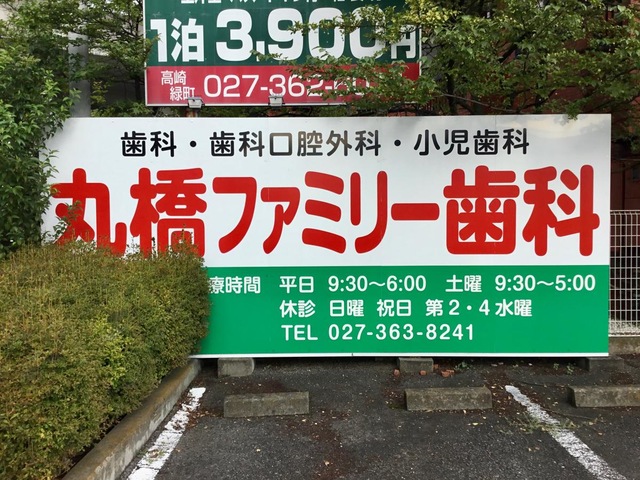 1泊 3,900円
高崎
緑町 027-362-
歯科・歯科口腔外科・小児歯科
丸橋ファミリー歯科
療時間 平日 9:30～6:00 土曜 9:30～5:00
休診 日曜 祝日 第2・4水曜
TEL 027-363-8241